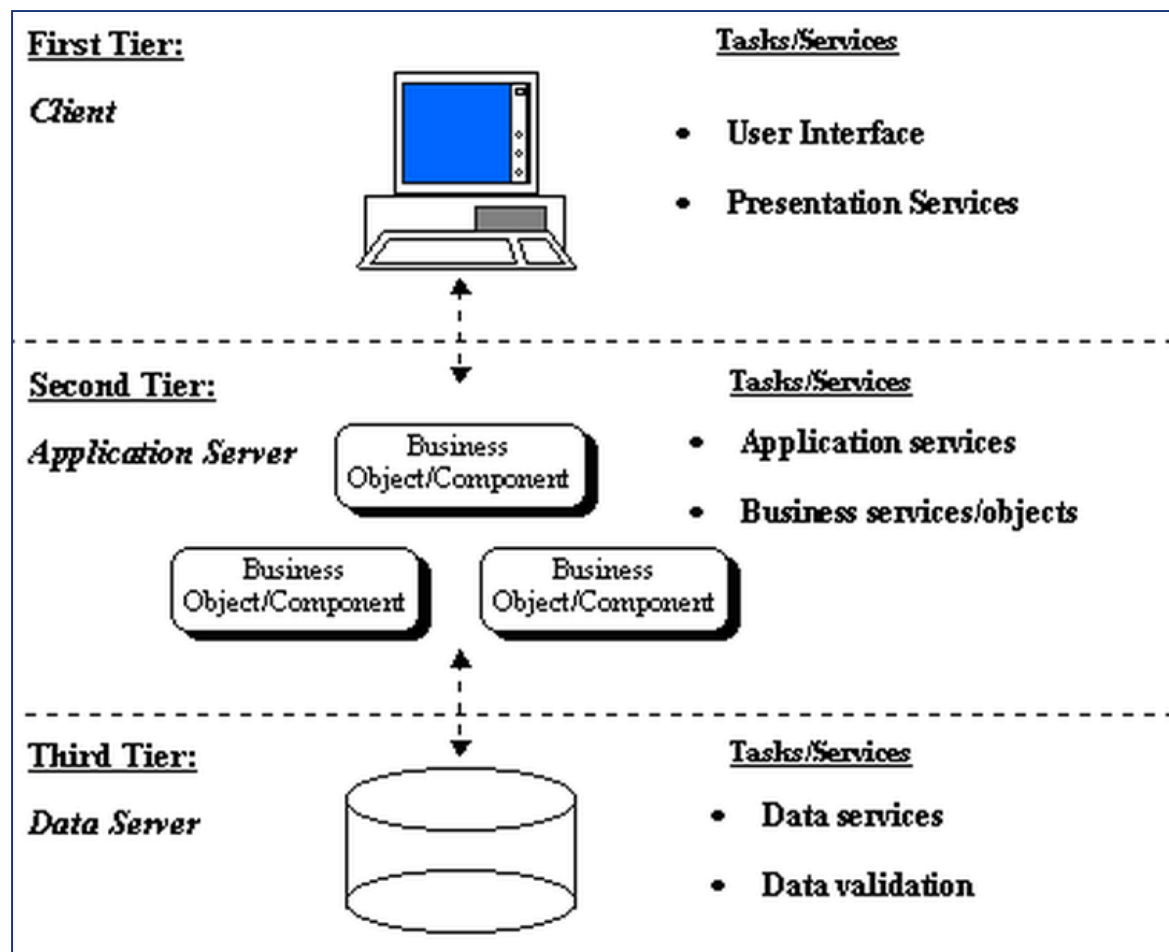 First Tier:
Client
Tasks/Services
• User Interface
• Presentation Services
Second Tier:
Application Server
Business
Object/Component
Business
Object/Component
Business
Object/Component
Tasks/Services
• Application services
• Business services/objects
Third Tier:
Data Server
Tasks/Services
• Data services
• Data validation